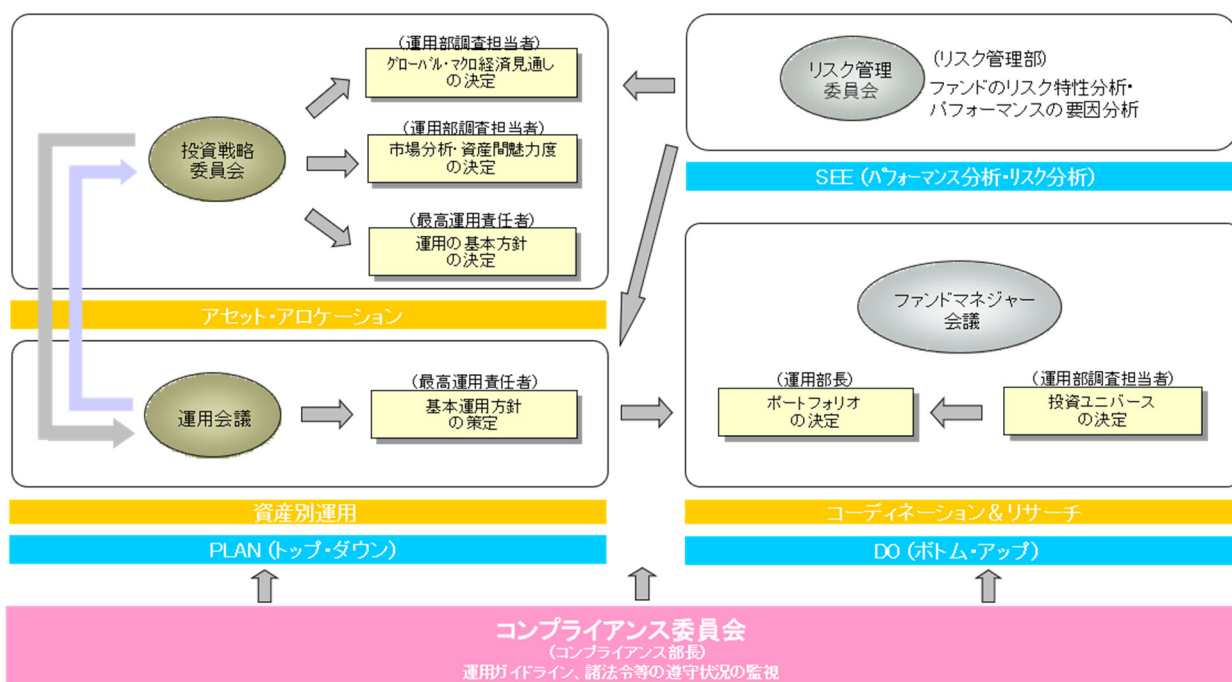 投資戦略
委員会
(運用部調査担当者)
グローバル・マクロ経済見通し
の決定
(運用部調査担当者)
市場分析・資産間魅力度
の決定
(最高運用責任者)
運用の基本方針
の決定
アセット・アロケーション
運用会議
(最高運用責任者)
基本運用方針
の策定
資産別運用
PLAN (トップ・ダウン)
リスク管理
委員会
(リスク管理部)
ファンドのリスク特性分析・
パフォーマンスの要因分析
SEE (パフォーマンス分析・リスク分析)
ファンドマネジャー
会議
(運用部長)
ポートフォリオ
の決定
(運用部調査担当者)
投資ユニバース
の決定
コーディネーション&リサーチ
DO (ボトム・アップ)
コンプライアンス委員会
(コンプライアンス部長)
運用ガイドライン、諸法令等の遵守状況の監視